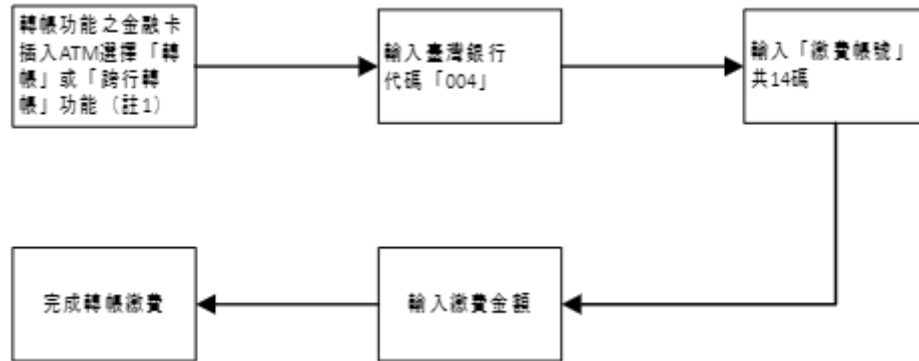 轉帳功能之金融卡
插入ATM選擇「轉
帳」或「跨行轉
帳」功能（註1）
輸入臺灣銀行
代碼「004」
輸入「繳費帳號」
共14碼
輸入繳費金額
完成轉帳繳費